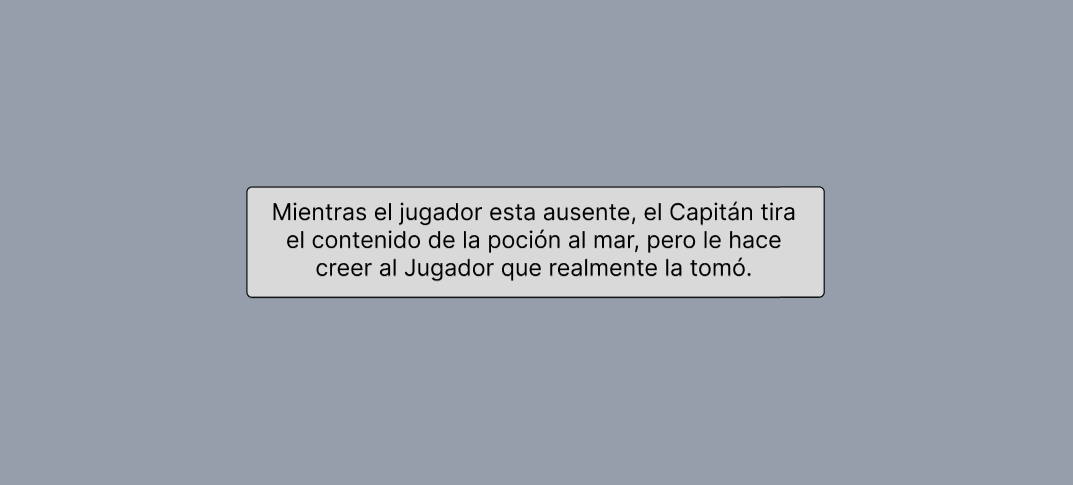 Mientras el jugador esta ausente, el Capitán tira
el contenido de la poción al mar, pero le hace
creer al Jugador que realmente la tomó.